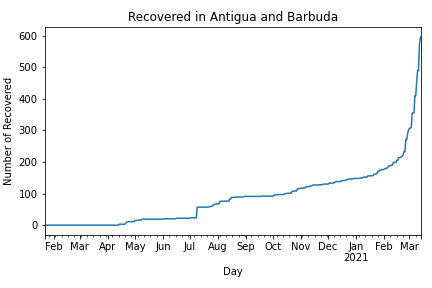 Recovered in Antigua and Barbuda
Number of Recovered
600
500
400
300
200
100
0
Feb Mar Apr May Jun Jul Aug Sep Oct Nov Dec Jan Feb Mar
2021
Day